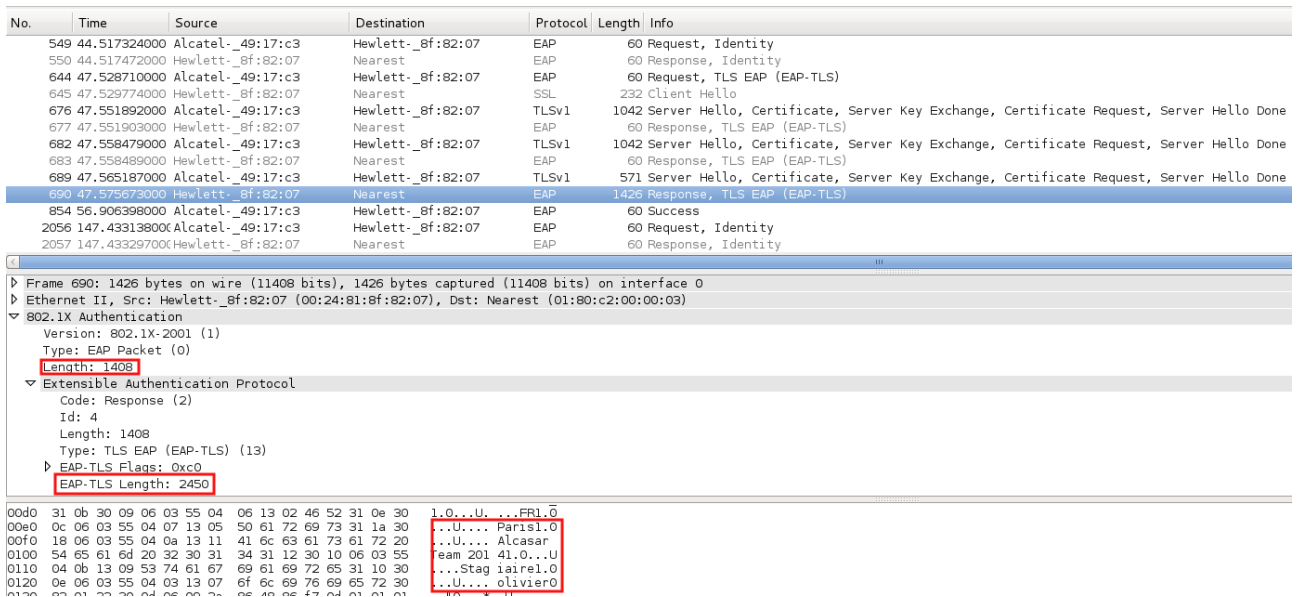 No. Time Source Destination Protocol Length Info
549 44.517324000 Alcatel-_49:17:c3 Hewlett-_8f:82:07 EAP 60 Request, Identity
550 44.517472000 Hewlett-_8f:82:07 Nearest EAP 60 Response, Identity
644 47.528710000 Alcatel-_49:17:c3 Hewlett-_8f:82:07 EAP 60 Request, TLS EAP (EAP-TLS)
645 47.529774000 Hewlett-_8f:82:07 Nearest SSL 232 Client Hello
676 47.551892000 Alcatel-_49:17:c3 Hewlett-_8f:82:07 TLSv1 1042 Server Hello, Certificate, Server Key Exchange, Certificate Request, Server Hello Done
677 47.551903000 Hewlett-_8f:82:07 Nearest EAP 60 Response, TLS EAP (EAP-TLS)
682 47.558479000 Alcatel-_49:17:c3 Hewlett-_8f:82:07 TLSv1 1042 Server Hello, Certificate, Server Key Exchange, Certificate Request, Server Hello Done
683 47.558489000 Hewlett-_8f:82:07 Nearest EAP 60 Response, TLS EAP (EAP-TLS)
689 47.565187000 Alcatel-_49:17:c3 Hewlett-_8f:82:07 TLSv1 571 Server Hello, Certificate, Server Key Exchange, Certificate Request, Server Hello Done
690 47.575673000 Hewlett-_8f:82:07 Nearest EAP 1426 Response, TLS EAP (EAP-TLS)
854 56.906398000 Alcatel-_49:17:c3 Hewlett-_8f:82:07 EAP 60 Success
2056 147.433138000 Alcatel-_49:17:c3 Hewlett-_8f:82:07 EAP 60 Request, Identity
2057 147.433297000 Hewlett-_8f:82:07 Nearest EAP 60 Response, Identity
Frame 690: 1426 bytes on wire (11408 bits), 1426 bytes captured (11408 bits) on interface 0
Ethernet II, Src: Hewlett-_8f:82:07 (00:24:81:8f:82:07), Dst: Nearest (01:80:c2:00:00:03)
802.1X Authentication
Version: 802.1X-2001 (1)
Type: EAP Packet (0)
Length: 1408
Extensible Authentication Protocol
Code: Response (2)
Id: 4
Length: 1408
Type: TLS EAP (EAP-TLS) (13)
EAP-TLS Flags: 0xc0
EAP-TLS Length: 2450
00d0 31 0b 30 09 06 03 55 04 06 13 02 46 52 31 0e 30 1.0...U. ...FR1.0
00e0 0c 06 03 55 04 07 13 05 50 61 72 69 73 31 1a 30 ...U.... Paris1.0
00f0 18 06 03 55 04 0a 13 11 41 6c 63 61 73 61 72 20 ...U.... Alcasar
0100 54 65 61 6d 20 32 30 31 34 31 12 30 10 06 03 55 Team 201 41.0...U
0110 04 0b 13 09 53 74 61 67 69 61 69 72 65 31 10 30 ....Stag iaire1.0
0120 0e 06 03 55 04 03 13 07 6f 6c 69 76 69 65 72 30 ...U.... olivier0